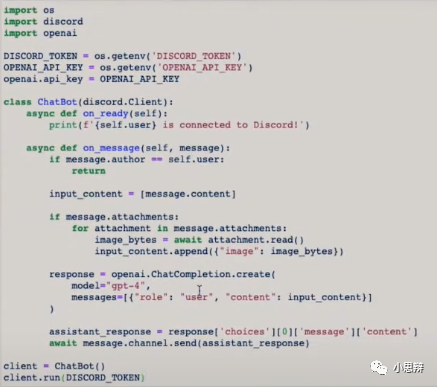 import os
import discord
import openai
DISCORD_TOKEN = os.getenv('DISCORD_TOKEN')
OPENAI_API_KEY = os.getenv('OPENAI_API_KEY')
openai.api_key = OPENAI_API_KEY
class ChatBot(discord.Client):
    async def on_ready(self):
        print(f'{self.user} is connected to Discord!')
    async def on_message(self, message):
        if message.author == self.user:
            return
        input_content = [message.content]
        if message.attachments:
            for attachment in message.attachments:
                image_bytes = await attachment.read()
                input_content.append({"image": image_bytes})
        response = openai.ChatCompletion.create(
            model="gpt-4",
            messages=[{"role": "user", "content": input_content}]
        )
        assistant_response = response['choices'][0]['message']['content']
        await message.channel.send(assistant_response)
client = ChatBot()
client.run(DISCORD_TOKEN)
小思辨